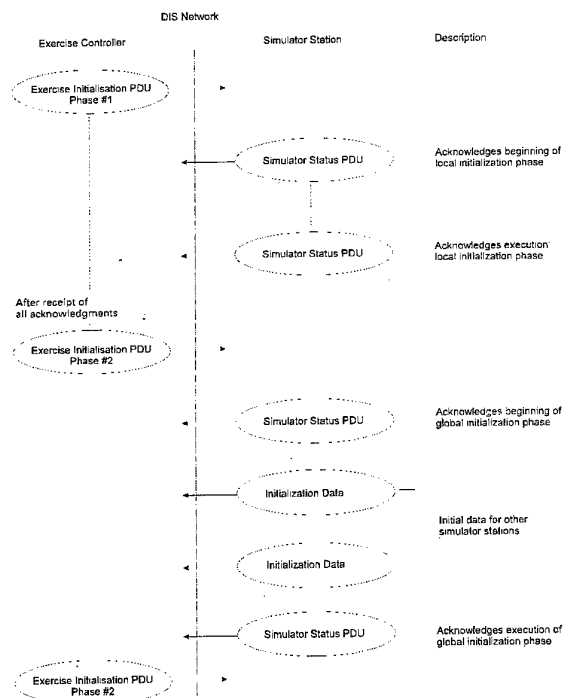 DIS Network
Exercise Controller
Simulator Station
Description
Exercise Initialisation PDU
Phase #1
Simulator Status PDU
Acknowledges beginning of
local initialization phase
Simulator Status PDU
Acknowledges execution
local initialization phase
After receipt of
all acknowledgments
Exercise Initialisation PDU
Phase #2
Simulator Status PDU
Acknowledges beginning of
global initialization phase
Initialization Data
Initial data for other
simulator stations
Initialization Data
Simulator Status PDU
Acknowledges execution of
global initialization phase
Exercise Initialisation PDU
Phase #2